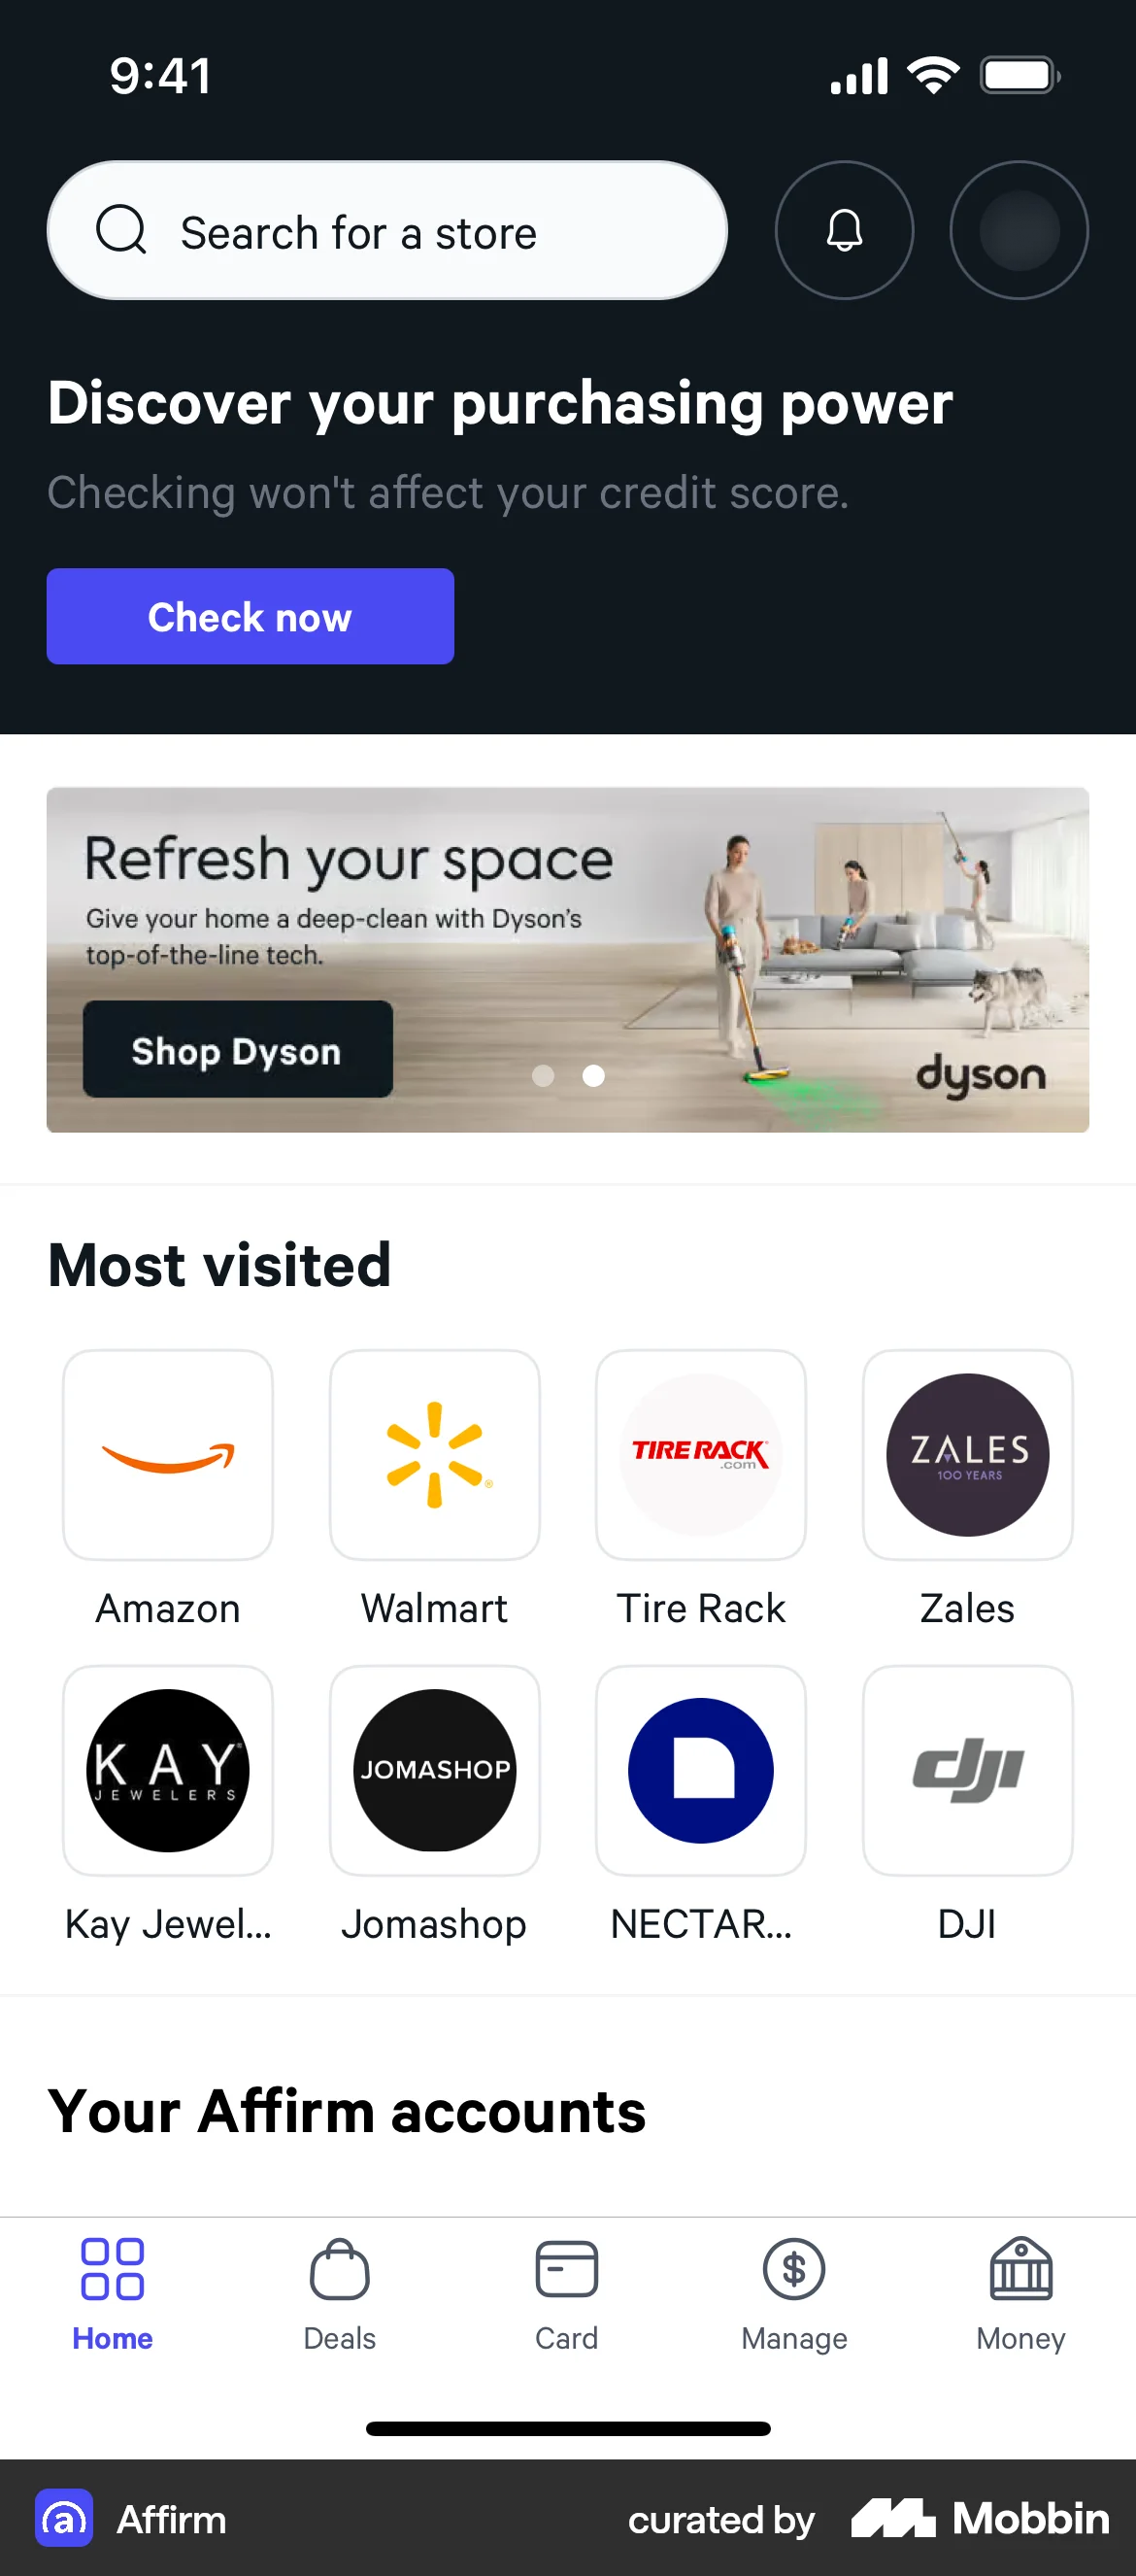 9:41
Search for a store
Discover your purchasing power
Checking won't affect your credit score.
Check now
Refresh your space
Give your home a deep-clean with Dyson's
top-of-the-line tech.
Shop Dyson
dyson
Most visited
TIRE RACK
.com
ZALES
100 YEARS
Amazon
Walmart
Tire Rack
Zales
KAY
JEWELERS
JOMASHOP
dji
Kay Jewel...
Jomashop
NECTAR...
DJI
Your Affirm accounts
Home
Deals
Card
Manage
Money
Affirm
curated by
Mobbin